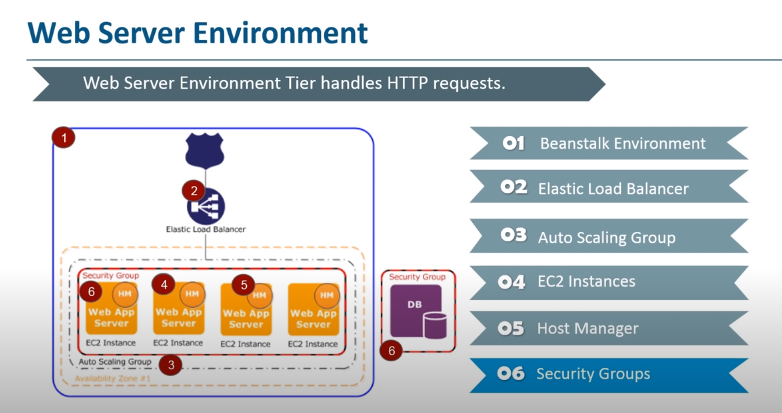 Web Server Environment
Web Server Environment Tier handles HTTP requests.
1
2
Elastic Load Balancer
Security Group
6
HM
Web App
Server
EC2 Instance
4
HM
Web App
Server
EC2 Instance
5
HM
Web App
Server
EC2 Instance
HM
Web App
Server
EC2 Instance
Auto Scaling Group
3
Availability Zone #1
Security Group
DB
6
01 Beanstalk Environment
02 Elastic Load Balancer
03 Auto Scaling Group
04 EC2 Instances
05 Host Manager
06 Security Groups